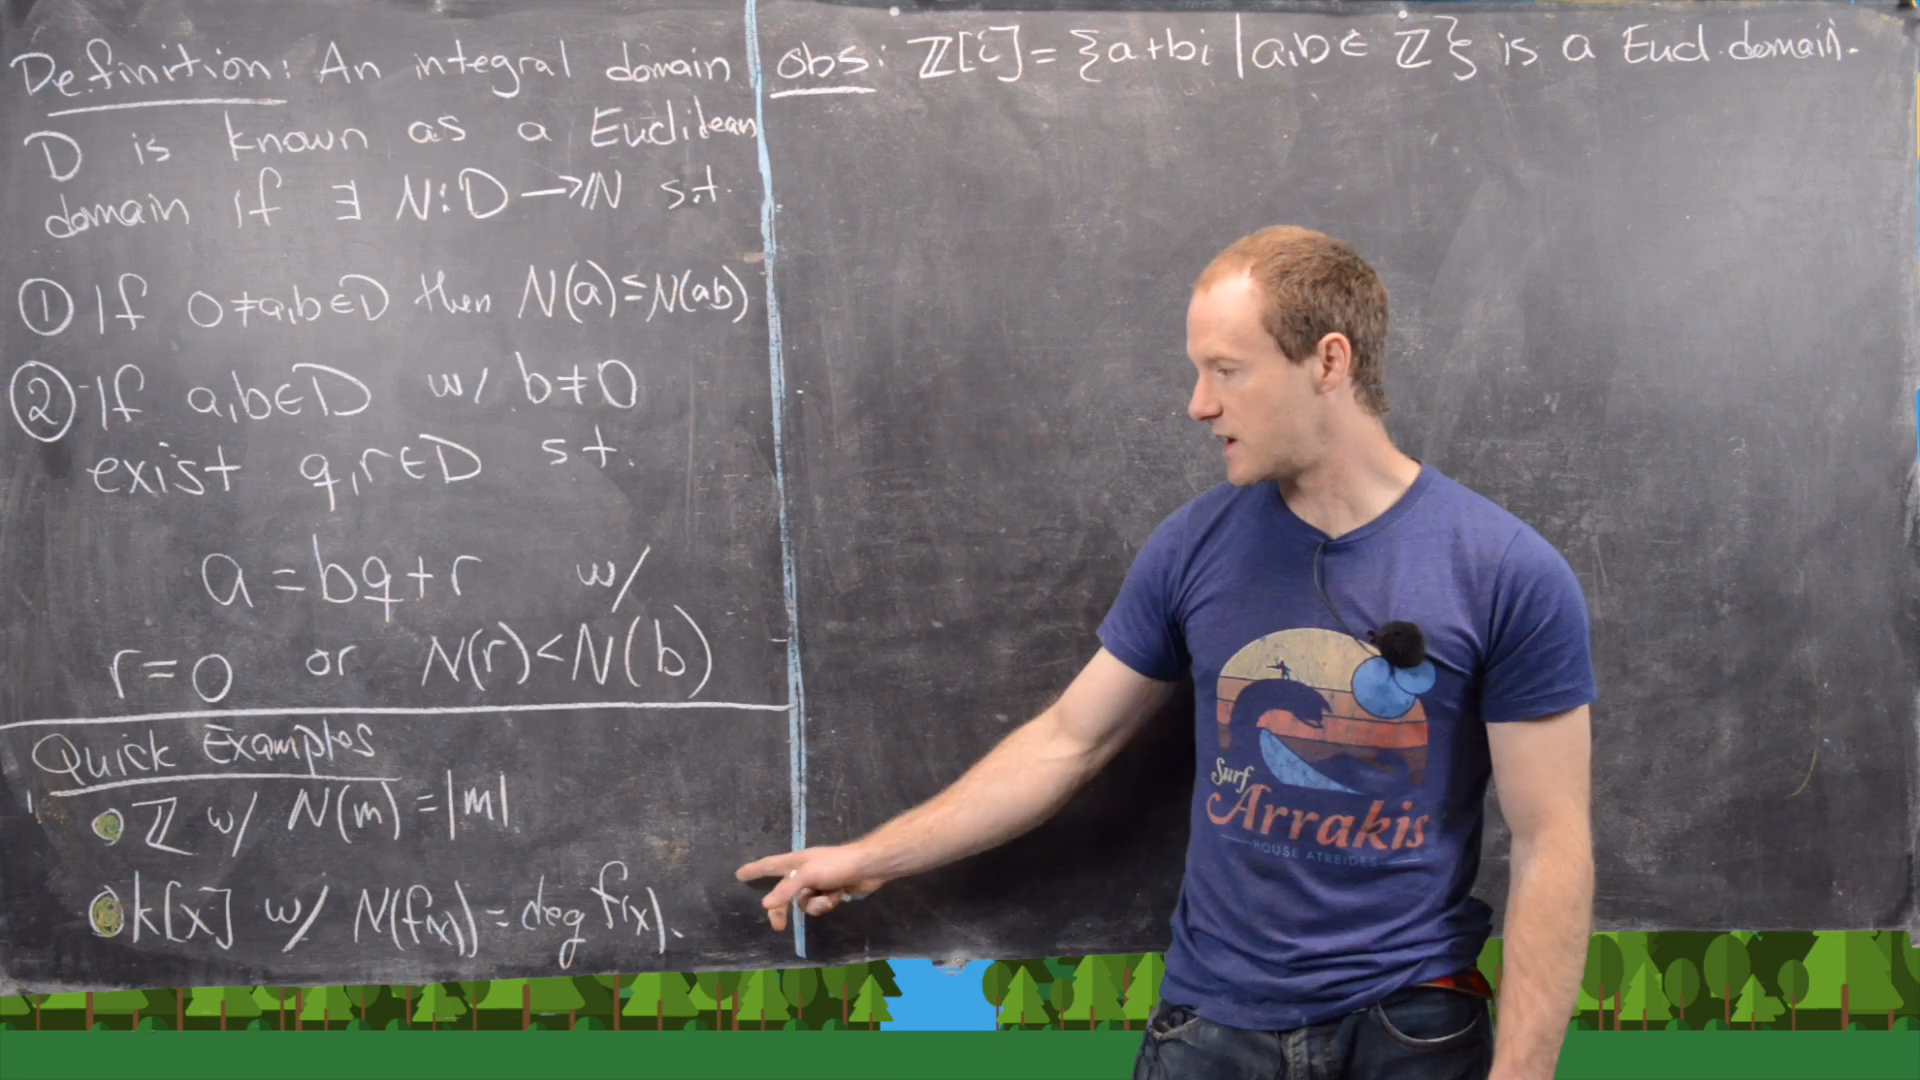 Definition: An integral domain
D is known as a Euclidean
domain if ∃ N:D→ℕ s.t.
① If 0≠a,b∈D then N(a)≤N(ab)
② If a,b∈D w/ b≠0
exist q,r∈D s.t.
a=bq+r w/
r=0 or N(r)<N(b)
Quick Examples
• ℤ w/ N(m)=|m|
• k[x] w/ N(f(x))=deg f(x).
obs: ℤ[i]={a+bi | a,b∈ ℤ} is a Eucl. domain.
Surf
Arrakis
HOUSE ATREIDES